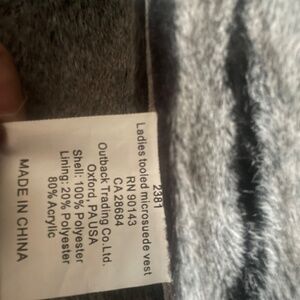 2381
Ladies tooled microsuede vest
RN 90143
CA 28684
Outback Trading Co.Ltd.
Oxford, PA USA
Shell: 100% Polyester
Lining: 20% Polyester
80% Acrylic
MADE IN CHINA